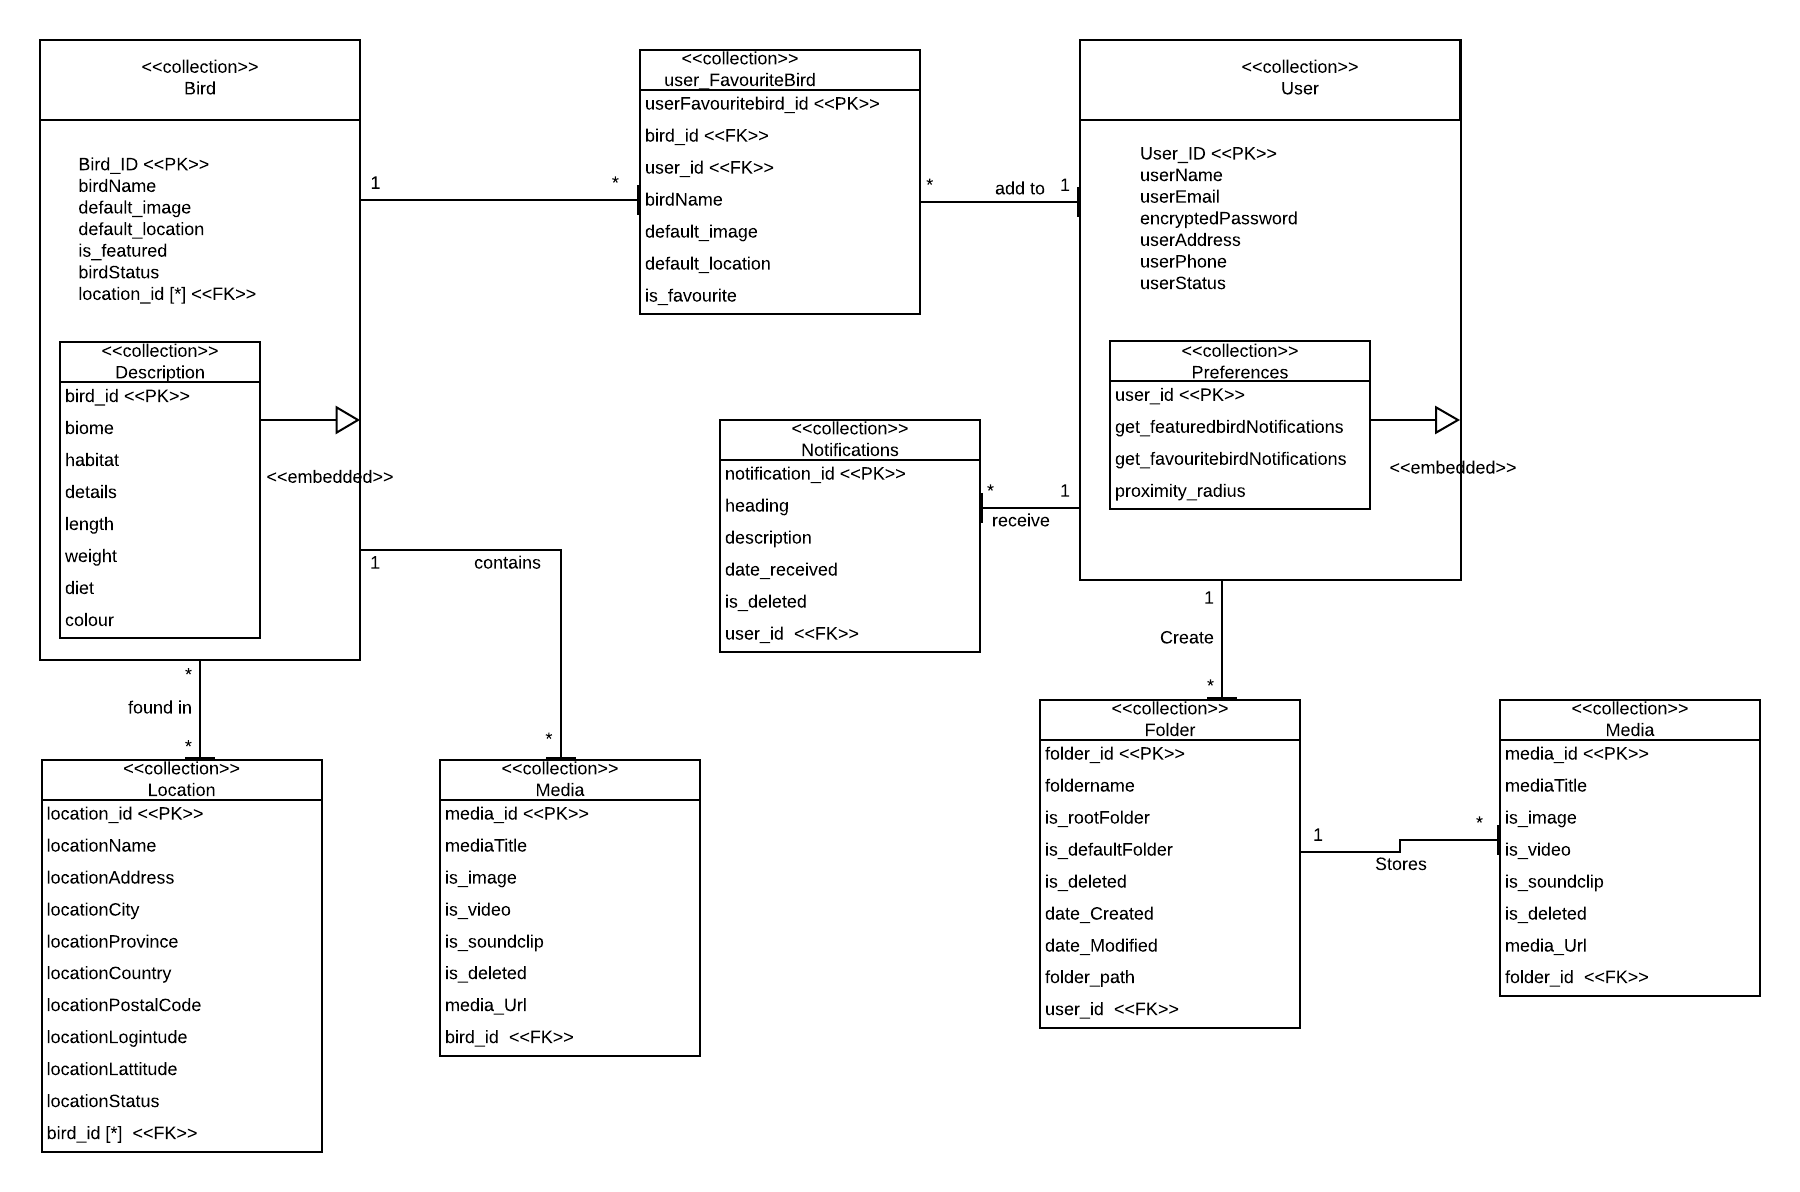 <<collection>>
Bird
Bird_ID <<PK>>
birdName
default_image
default_location
is_featured
birdStatus
location_id [*] <<FK>>
<<collection>>
Description
bird_id <<PK>>
biome
habitat
details
length
weight
diet
colour
<<embedded>>
1
*
<<collection>>
user_FavouriteBird
userFavouritebird_id <<PK>>
bird_id <<FK>>
user_id <<FK>>
birdName
default_image
default_location
is_favourite
*
add to
1
<<collection>>
User
User_ID <<PK>>
userName
userEmail
encryptedPassword
userAddress
userPhone
userStatus
<<collection>>
Preferences
user_id <<PK>>
get_featuredbirdNotifications
get_favouritebirdNotifications
proximity_radius
<<embedded>>
<<collection>>
Notifications
notification_id <<PK>>
heading
description
date_received
is_deleted
user_id <<FK>>
*
1
receive
1
contains
*
*
found in
*
<<collection>>
Location
location_id <<PK>>
locationName
locationAddress
locationCity
locationProvince
locationCountry
locationPostalCode
locationLogintude
locationLattitude
locationStatus
bird_id [*] <<FK>>
<<collection>>
Media
media_id <<PK>>
mediaTitle
is_image
is_video
is_soundclip
is_deleted
media_Url
bird_id <<FK>>
1
Create
*
<<collection>>
Folder
folder_id <<PK>>
foldername
is_rootFolder
is_defaultFolder
is_deleted
date_Created
date_Modified
folder_path
user_id <<FK>>
1
Stores
*
<<collection>>
Media
media_id <<PK>>
mediaTitle
is_image
is_video
is_soundclip
is_deleted
media_Url
folder_id <<FK>>